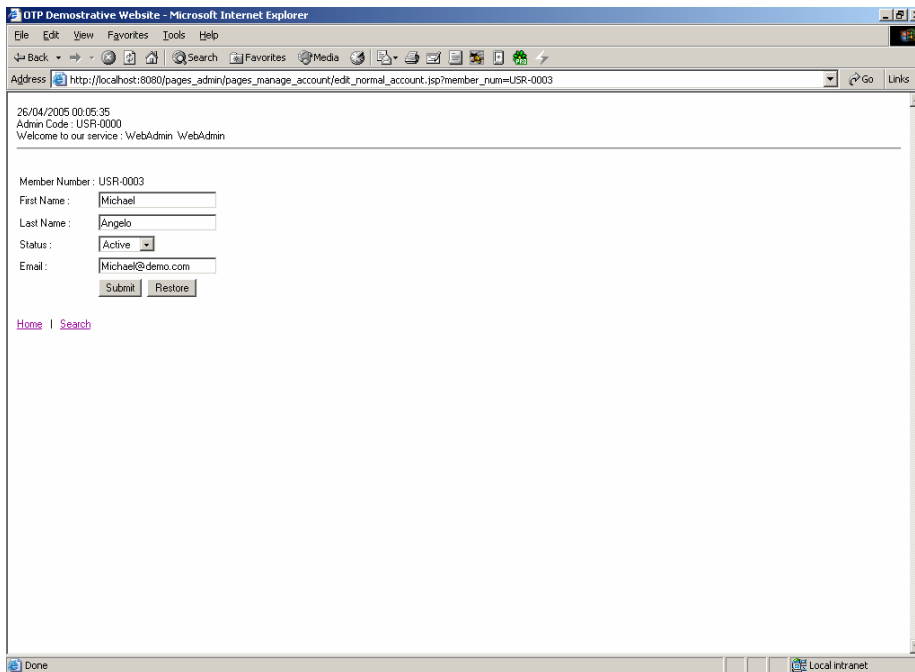 OTP Demostrative Website - Microsoft Internet Explorer
File Edit View Favorites Tools Help
Back Search Favorites Media
Address http://localhost:8080/pages_admin/pages_manage_account/edit_normal_account.jsp?member_num=USR-0003 Go Links
26/04/2005 00:05:35
Admin Code : USR-0000
Welcome to our service : WebAdmin WebAdmin
Member Number : USR-0003
First Name : Michael
Last Name : Angelo
Status : Active
Email : Michael@demo.com
Submit Restore
Home | Search
Done Local intranet